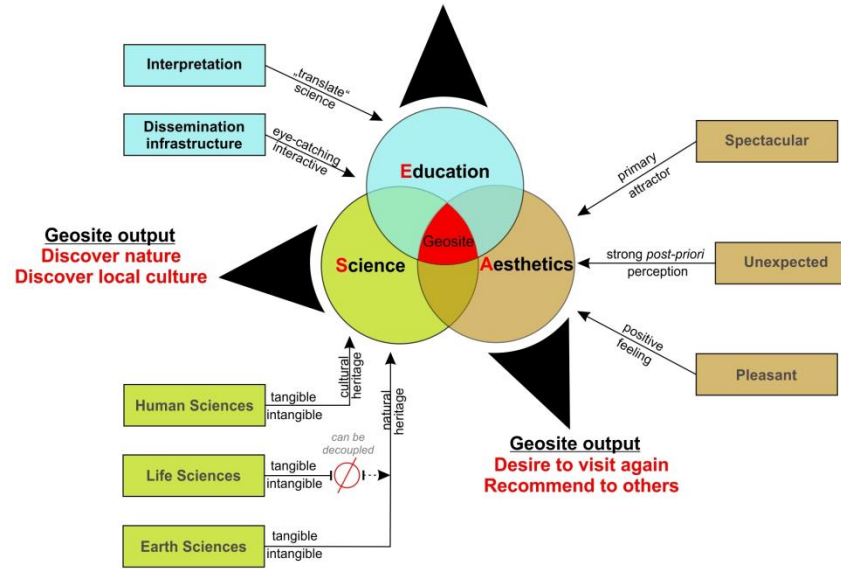 Interpretation
„translate“
science
Dissemination
infrastructure
eye-catching
interactive
Education
Spectacular
primary
attractor
Geosite
Geosite output
Discover nature
Discover local culture
Science
Aesthetics
strong post-priori
perception
Unexpected
positive
feeling
Pleasant
cultural
heritage
natural
heritage
Human Sciences
tangible
intangible
can be
decoupled
Life Sciences
tangible
intangible
Earth Sciences
tangible
intangible
Geosite output
Desire to visit again
Recommend to others